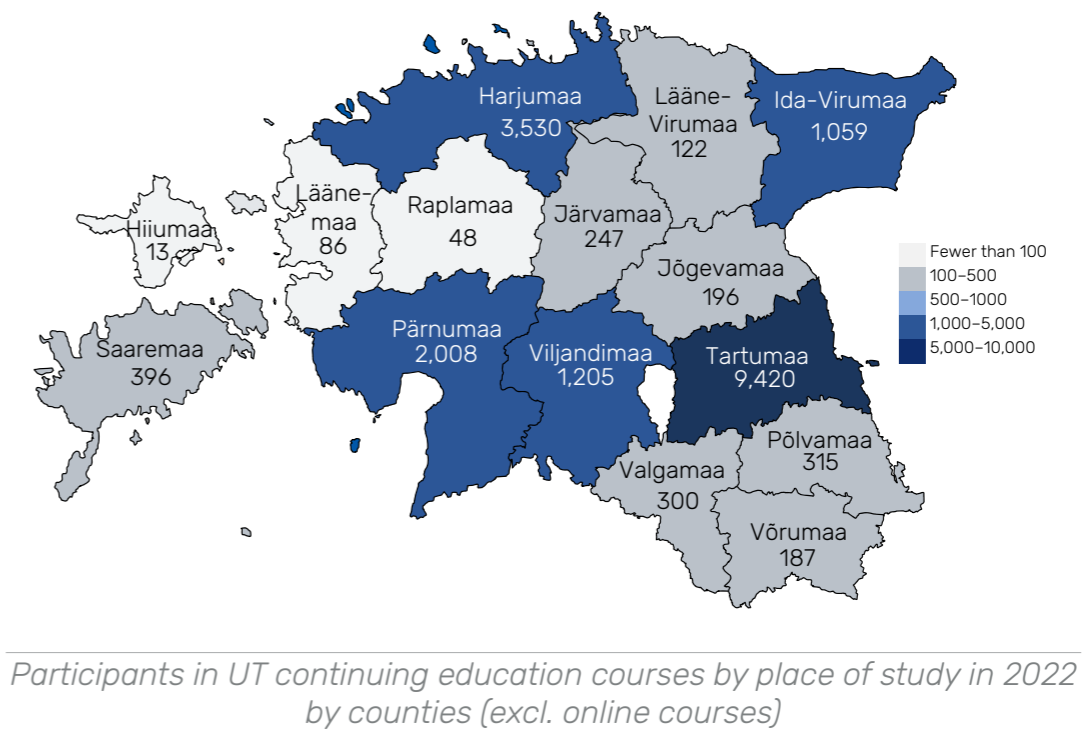 Harjumaa
3,530
Lääne-
Virumaa
122
Ida-Virumaa
1,059
Hiiumaa
13
Lääne-
maa
86
Raplamaa
48
Järvamaa
247
Jõgevamaa
196
Saaremaa
396
Pärnumaa
2,008
Viljandimaa
1,205
Tartumaa
9,420
Valgamaa
300
Põlvamaa
315
Võrumaa
187
Fewer than 100
100–500
500–1000
1,000–5,000
5,000–10,000
Participants in UT continuing education courses by place of study in 2022
by counties (excl. online courses)